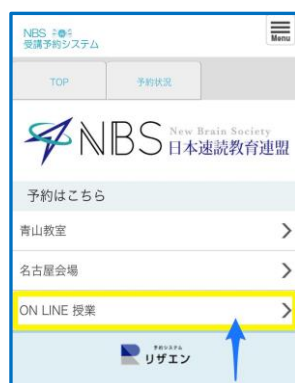 NBS
受講予約システム
Menu
TOP 予約状況
NBS New Brain Society
日本速読教育連盟
予約はこちら
青山教室
名古屋会場
ON LINE 授業
予約システム
リザエン